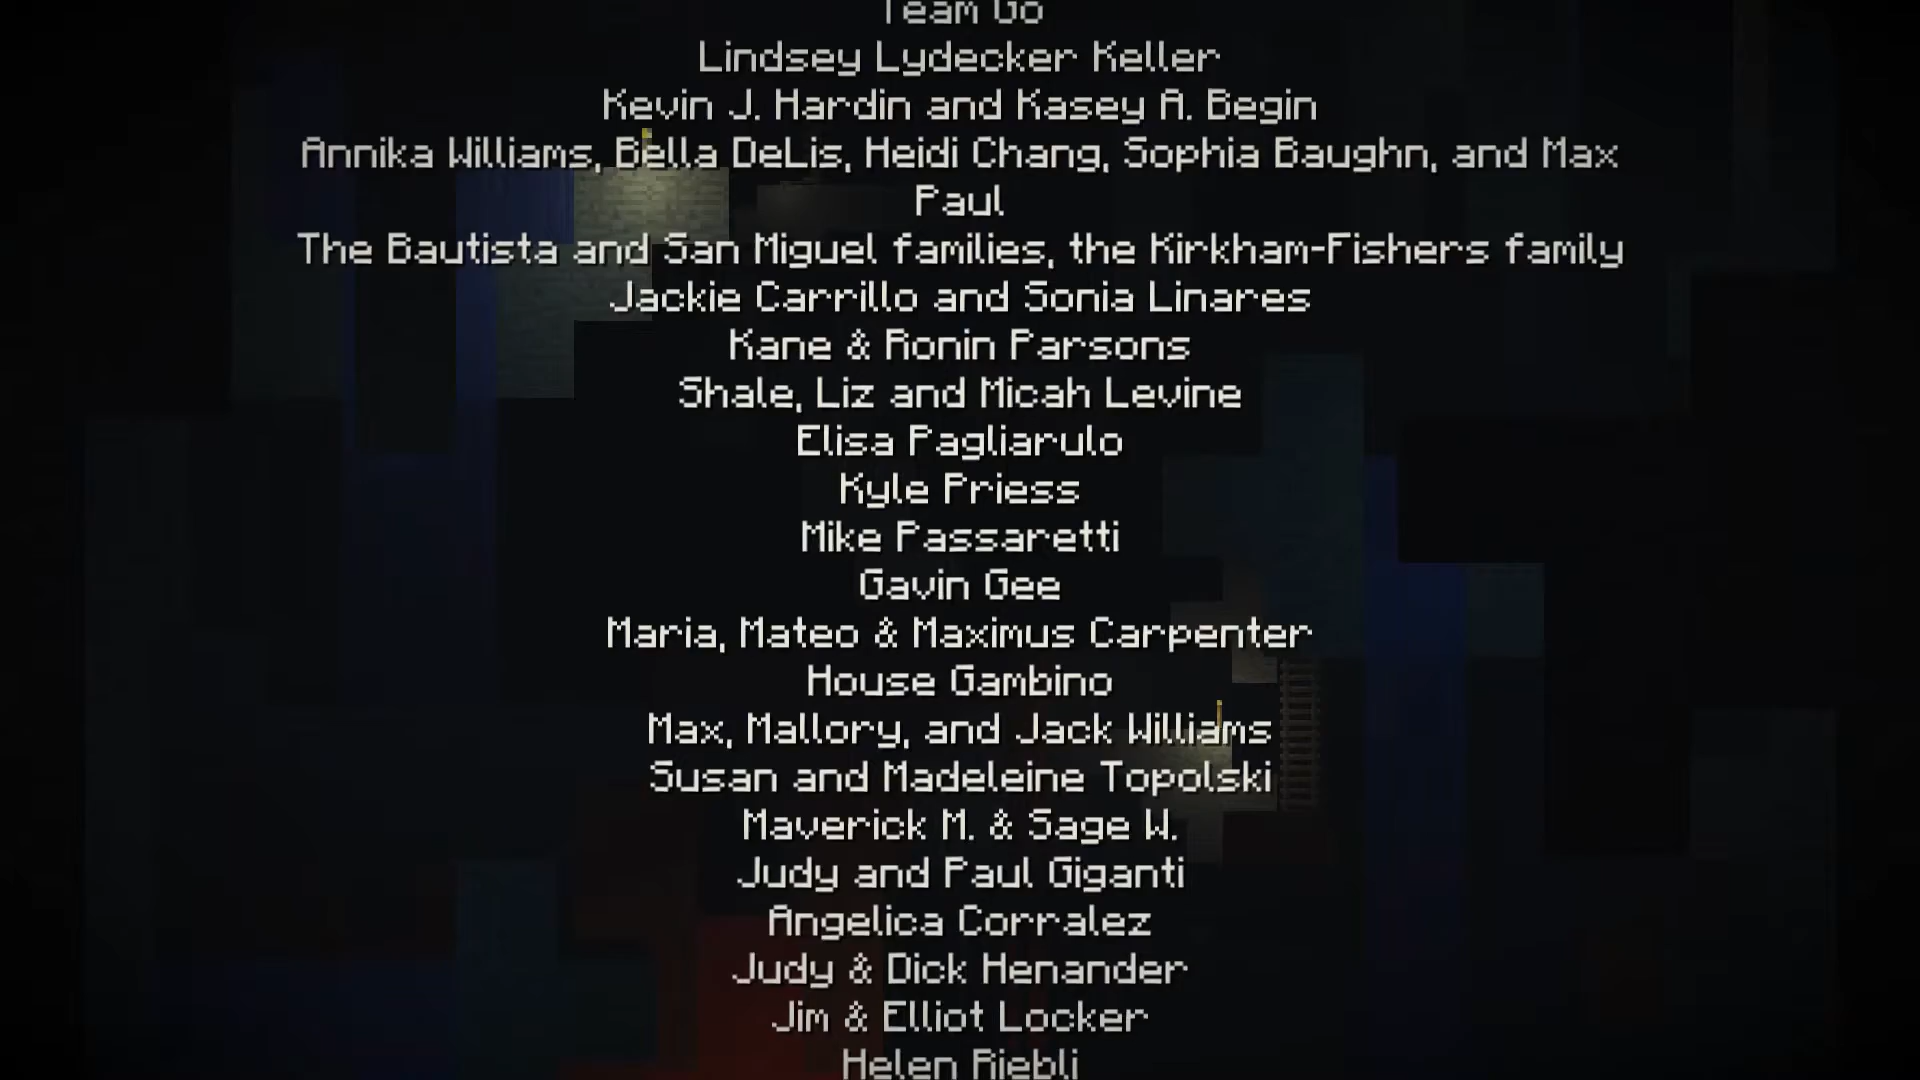 Team Go
Lindsey Lydecker Keller
Kevin J. Hardin and Kasey A. Begin
Annika Williams, Bella DeLis, Heidi Chang, Sophia Baughn, and Max
Paul
The Bautista and San Miguel families, the Kirkham-Fishers family
Jackie Carrillo and Sonia Linares
Kane & Ronin Parsons
Shale, Liz and Micah Levine
Elisa Pagliarulo
Kyle Priess
Mike Passaretti
Gavin Gee
Maria, Mateo & Maximus Carpenter
House Gambino
Max, Mallory, and Jack Williams
Susan and Madeleine Topolski
Maverick M. & Sage W.
Judy and Paul Giganti
Angelica Corralez
Judy & Dick Henander
Jim & Elliot Locker
Helen Riebli